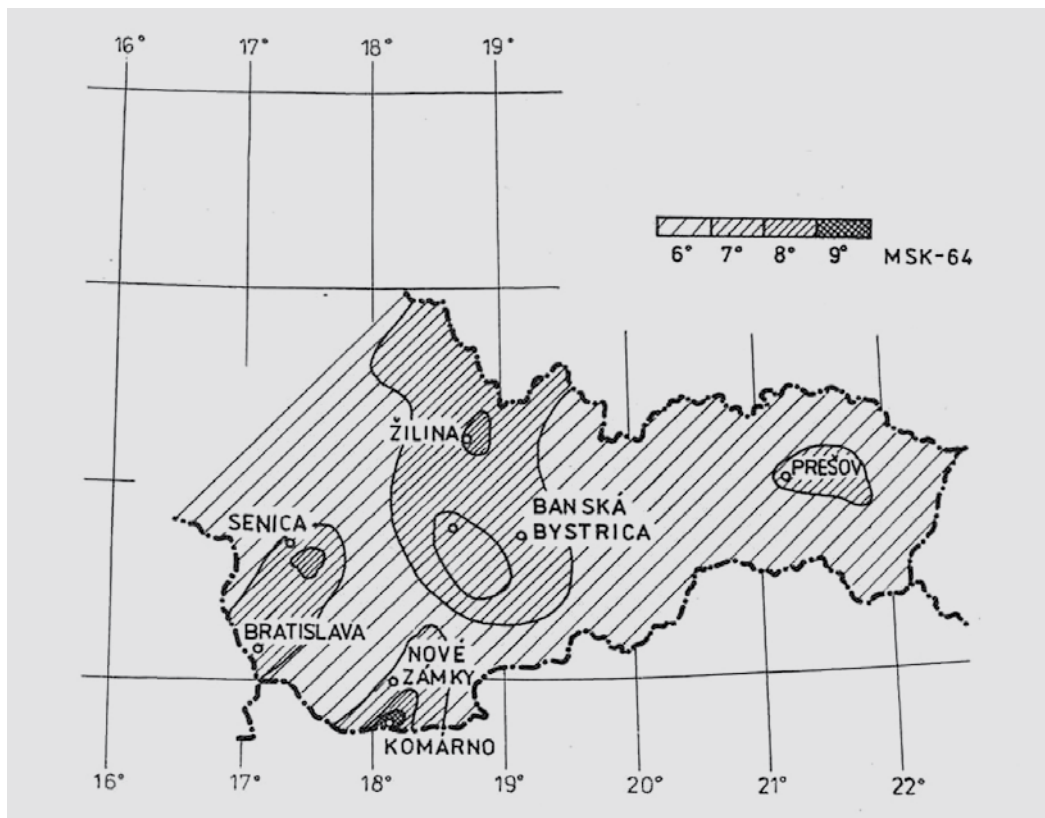 16° 17° 18° 19°
6° 7° 8° 9° MSK-64
ŽILINA
PREŠOV
BANSKÁ
BYSTRICA
SENICA
BRATISLAVA
NOVÉ
ZÁMKY
KOMÁRNO
16° 17° 18° 19° 20° 21° 22°